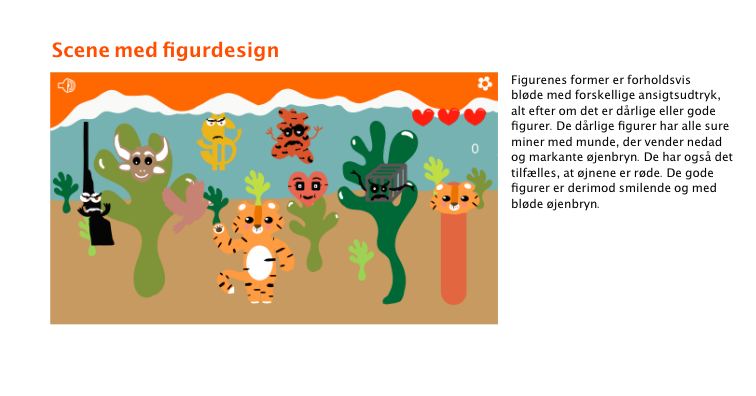 Scene med figurdesign
Figurenes former er forholdsvis
bløde med forskellige ansigtsudtryk,
alt efter om det er dårlige eller gode
figurer. De dårlige figurer har alle sure
miner med munde, der vender nedad
og markante øjenbryn. De har også det
tilfælles, at øjnene er røde. De gode
figurer er derimod smilende og med
bløde øjenbryn.
0